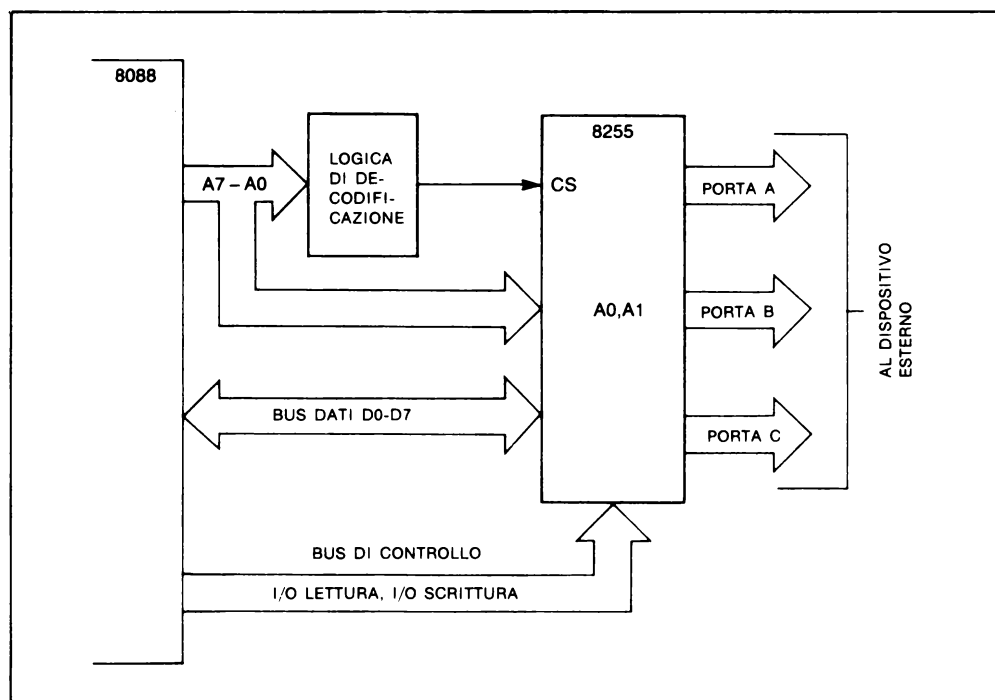 8088
8255
LOGICA
DI DE-
CODIFI-
CAZIONE
A7–A0
CS
PORTA A
A0,A1
PORTA B
BUS DATI D0-D7
PORTA C
AL DISPOSITIVO
ESTERNO
BUS DI CONTROLLO
I/O LETTURA, I/O SCRITTURA